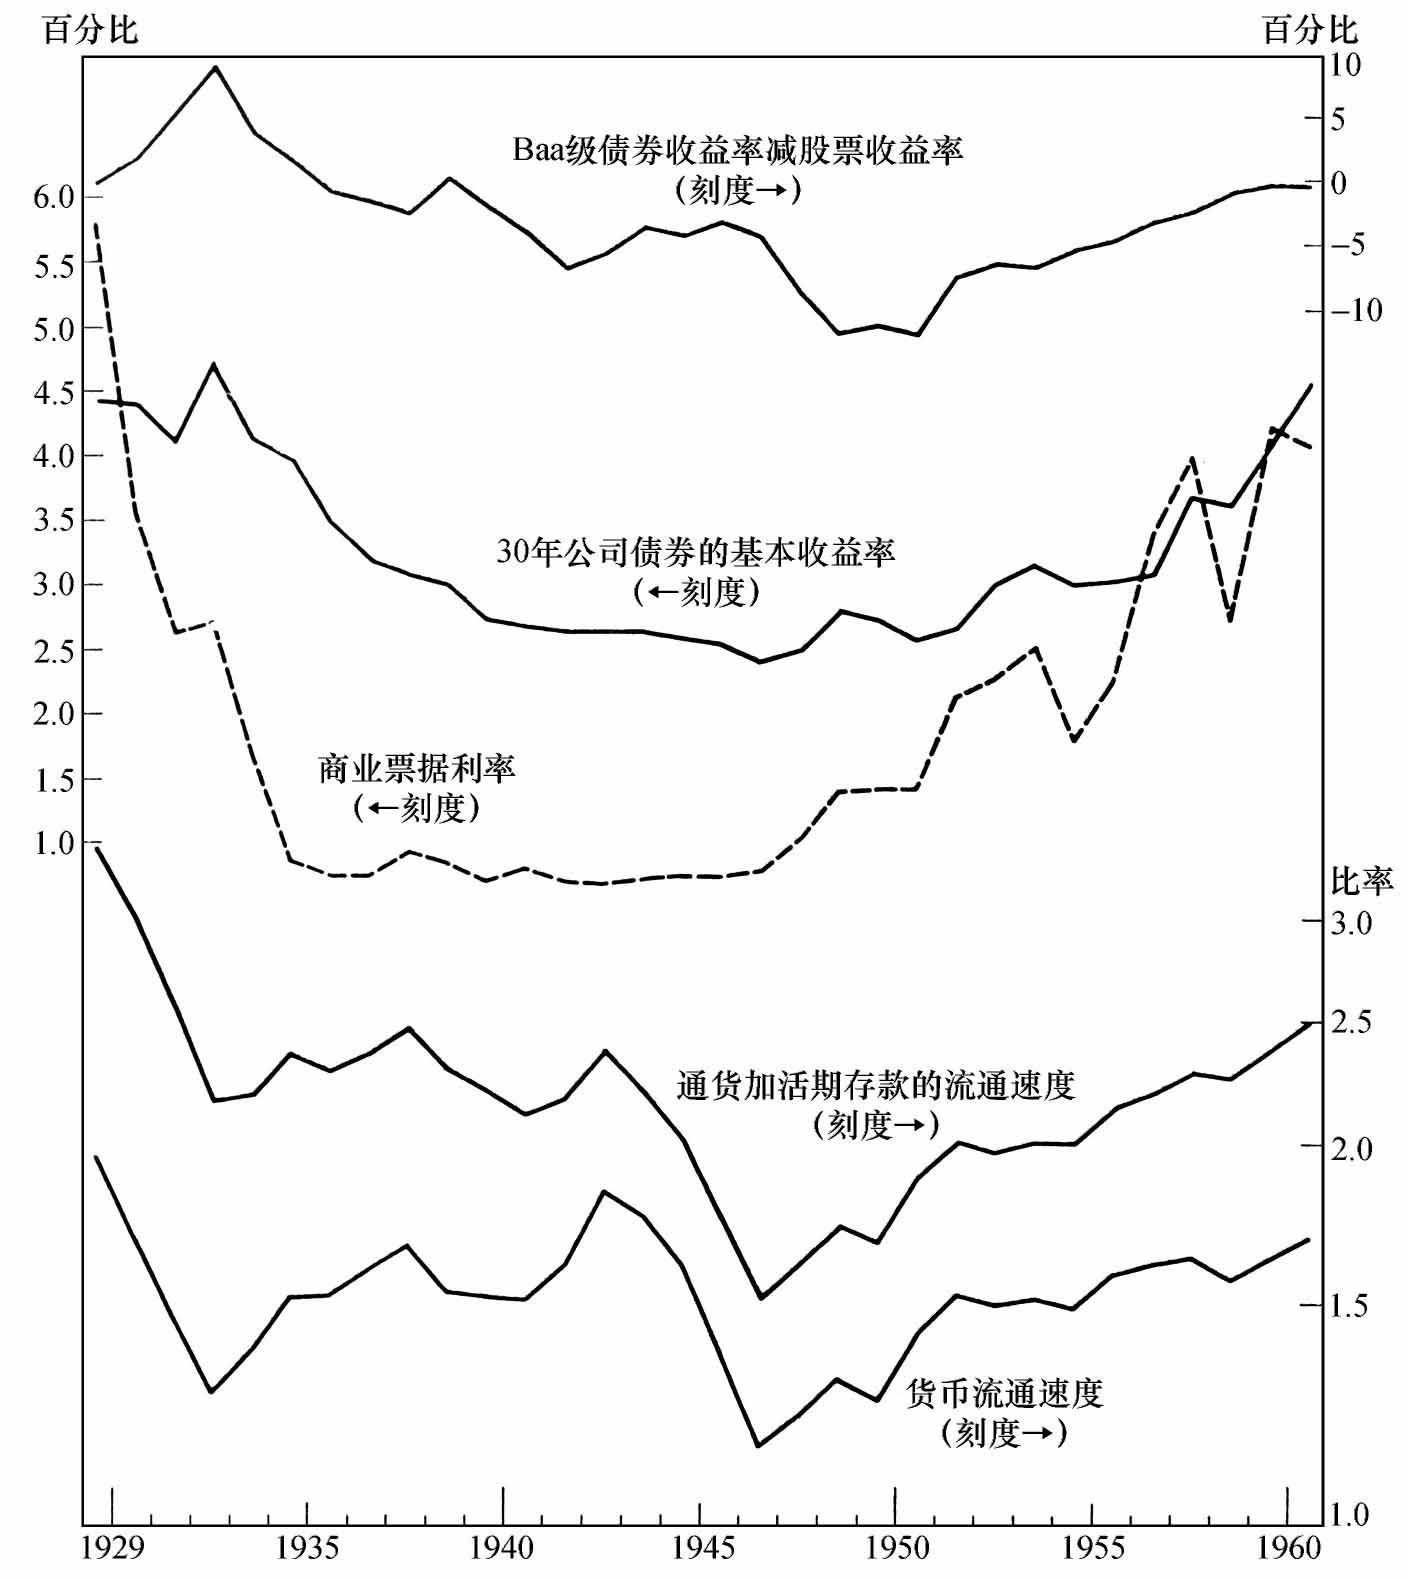 百分比
百分比
10
5
Baa级债券收益率减股票收益率
(刻度→)
0
6.0
−5
5.5
−10
5.0
4.5
4.0
3.5
30年公司债券的基本收益率
(←刻度)
3.0
2.5
2.0
商业票据利率
(←刻度)
1.5
1.0
比率
3.0
2.5
通货加活期存款的流通速度
(刻度→)
2.0
1.5
货币流通速度
(刻度→)
1.0
1929 1935 1940 1945 1950 1955 1960